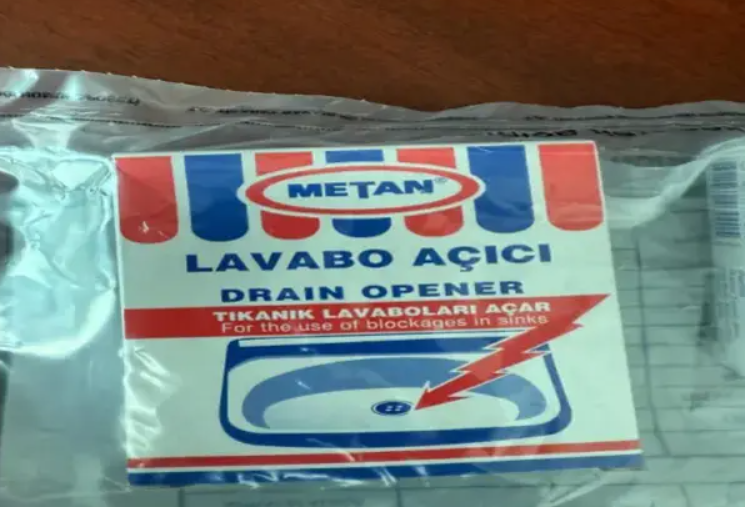 METAN®
LAVABO AÇICI
DRAIN OPENER
TIKANIK LAVABOLARI AÇAR
For the use of blockages in sinks